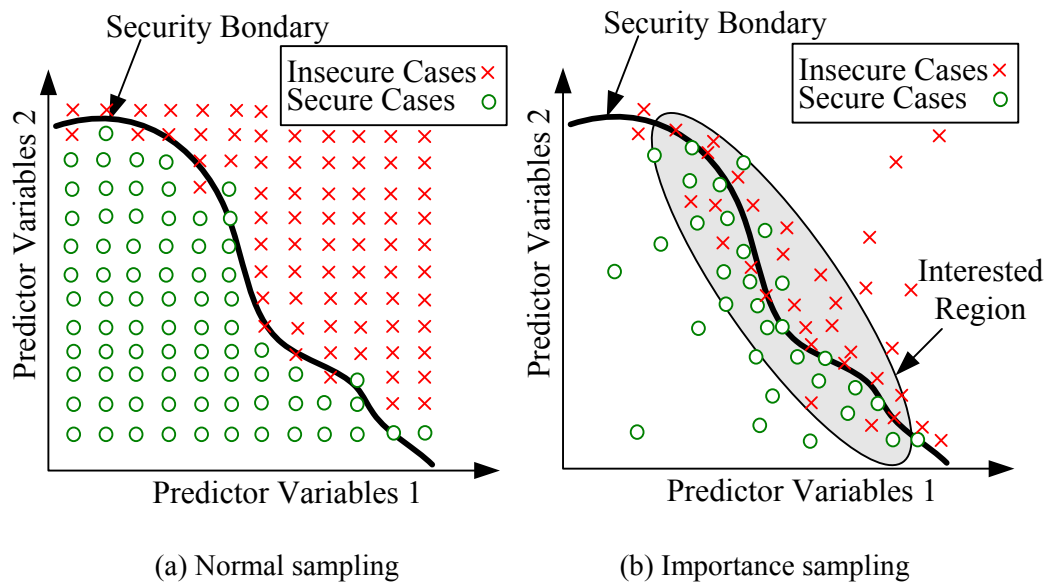 Security Bondary
Insecure Cases
Secure Cases
Predictor Variables 2
Predictor Variables 1
(a) Normal sampling
Security Bondary
Insecure Cases
Secure Cases
Interested
Region
Predictor Variables 2
Predictor Variables 1
(b) Importance sampling